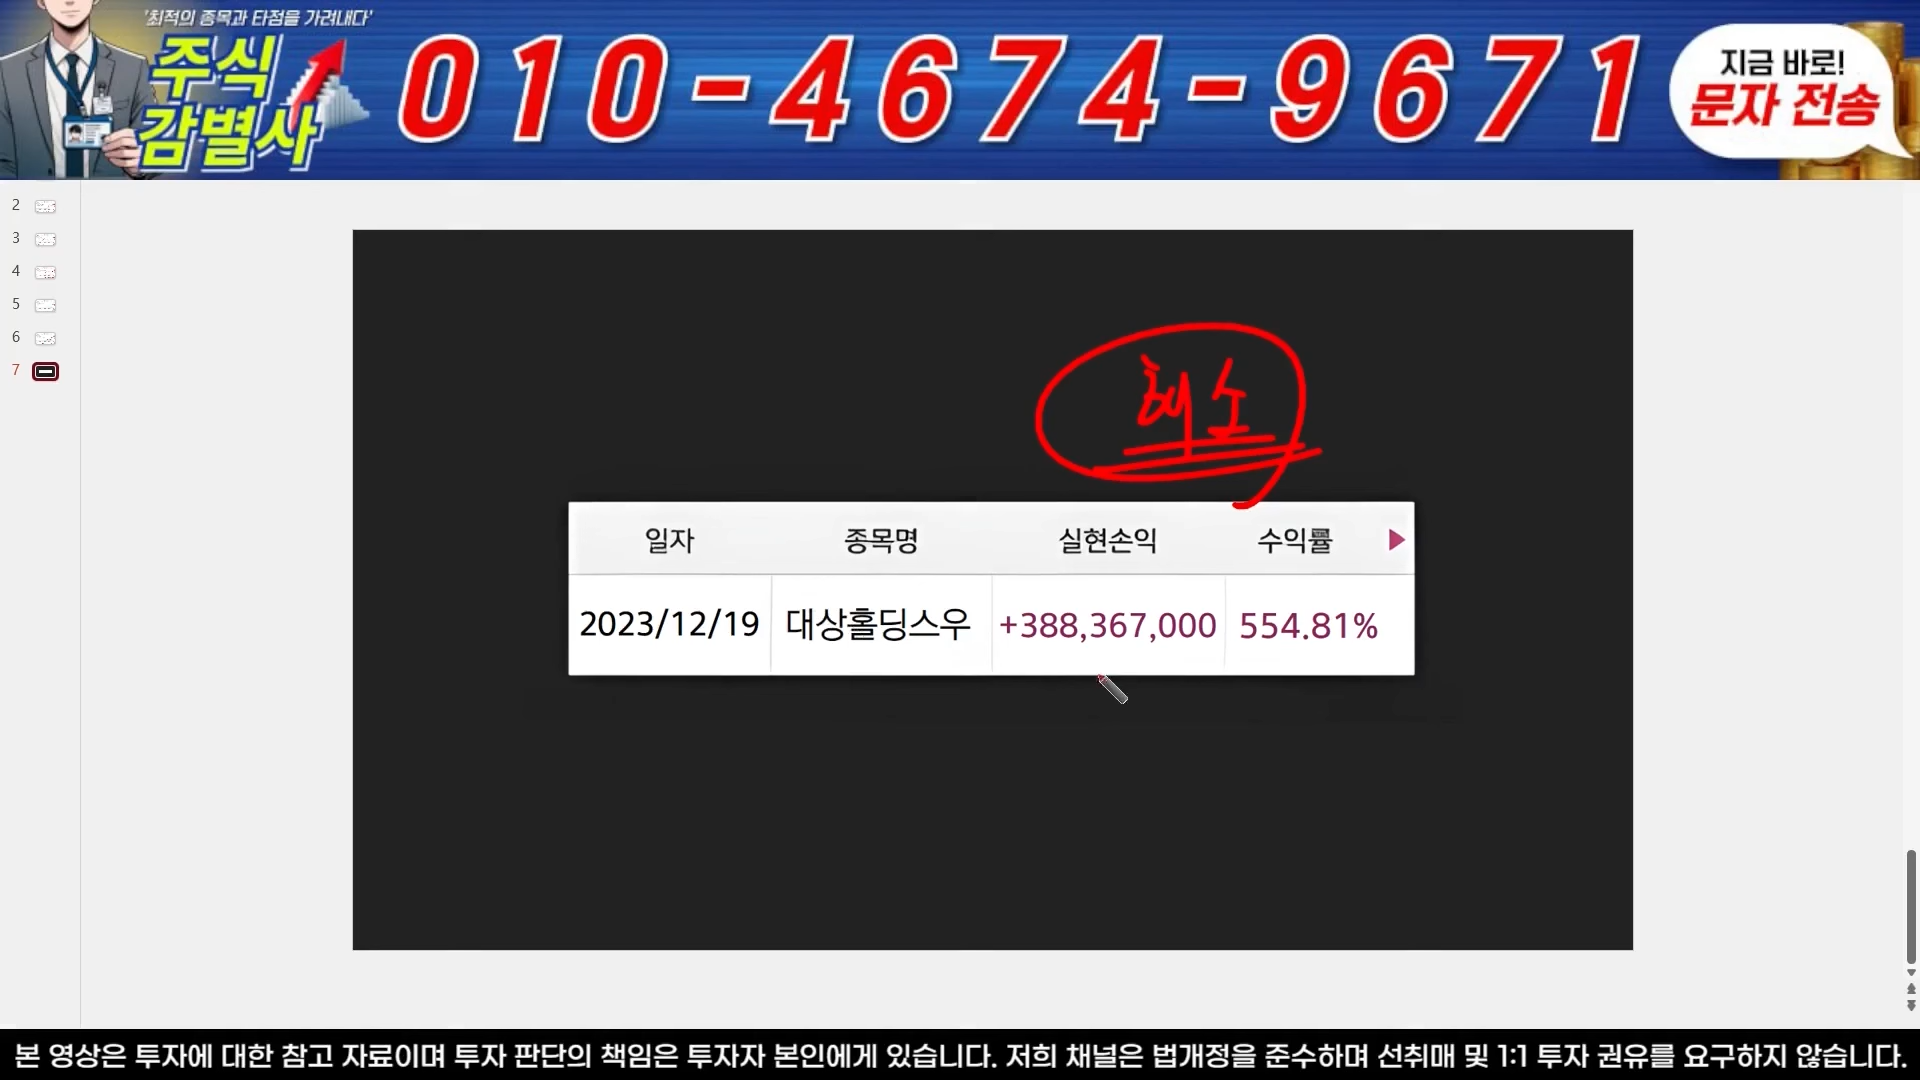 '최적의 종목과 타점을 가려내다'
주식
감별사
010-4674-9671
지금 바로!
문자 전송
2
3
4
5
6
7
해소
일자 종목명 실현손익 수익률
2023/12/19 대상홀딩스우 +388,367,000 554.81%
본 영상은 투자에 대한 참고 자료이며 투자 판단의 책임은 투자자 본인에게 있습니다. 저희 채널은 법개정을 준수하며 선취매 및 1:1 투자 권유를 요구하지 않습니다.